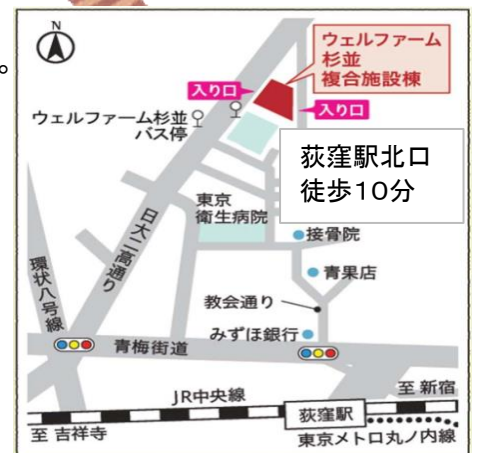 。
N
ウェルファーム
杉並
複合施設棟
入り口
入り口
ウェルファーム杉並
バス停
荻窪駅北口
徒歩10分
東京
衛生病院
接骨院
日大二高通り
青果店
環状八号線
教会通り
みずほ銀行
青梅街道
JR中央線
至 新宿
荻窪駅
至 吉祥寺
東京メトロ丸ノ内線